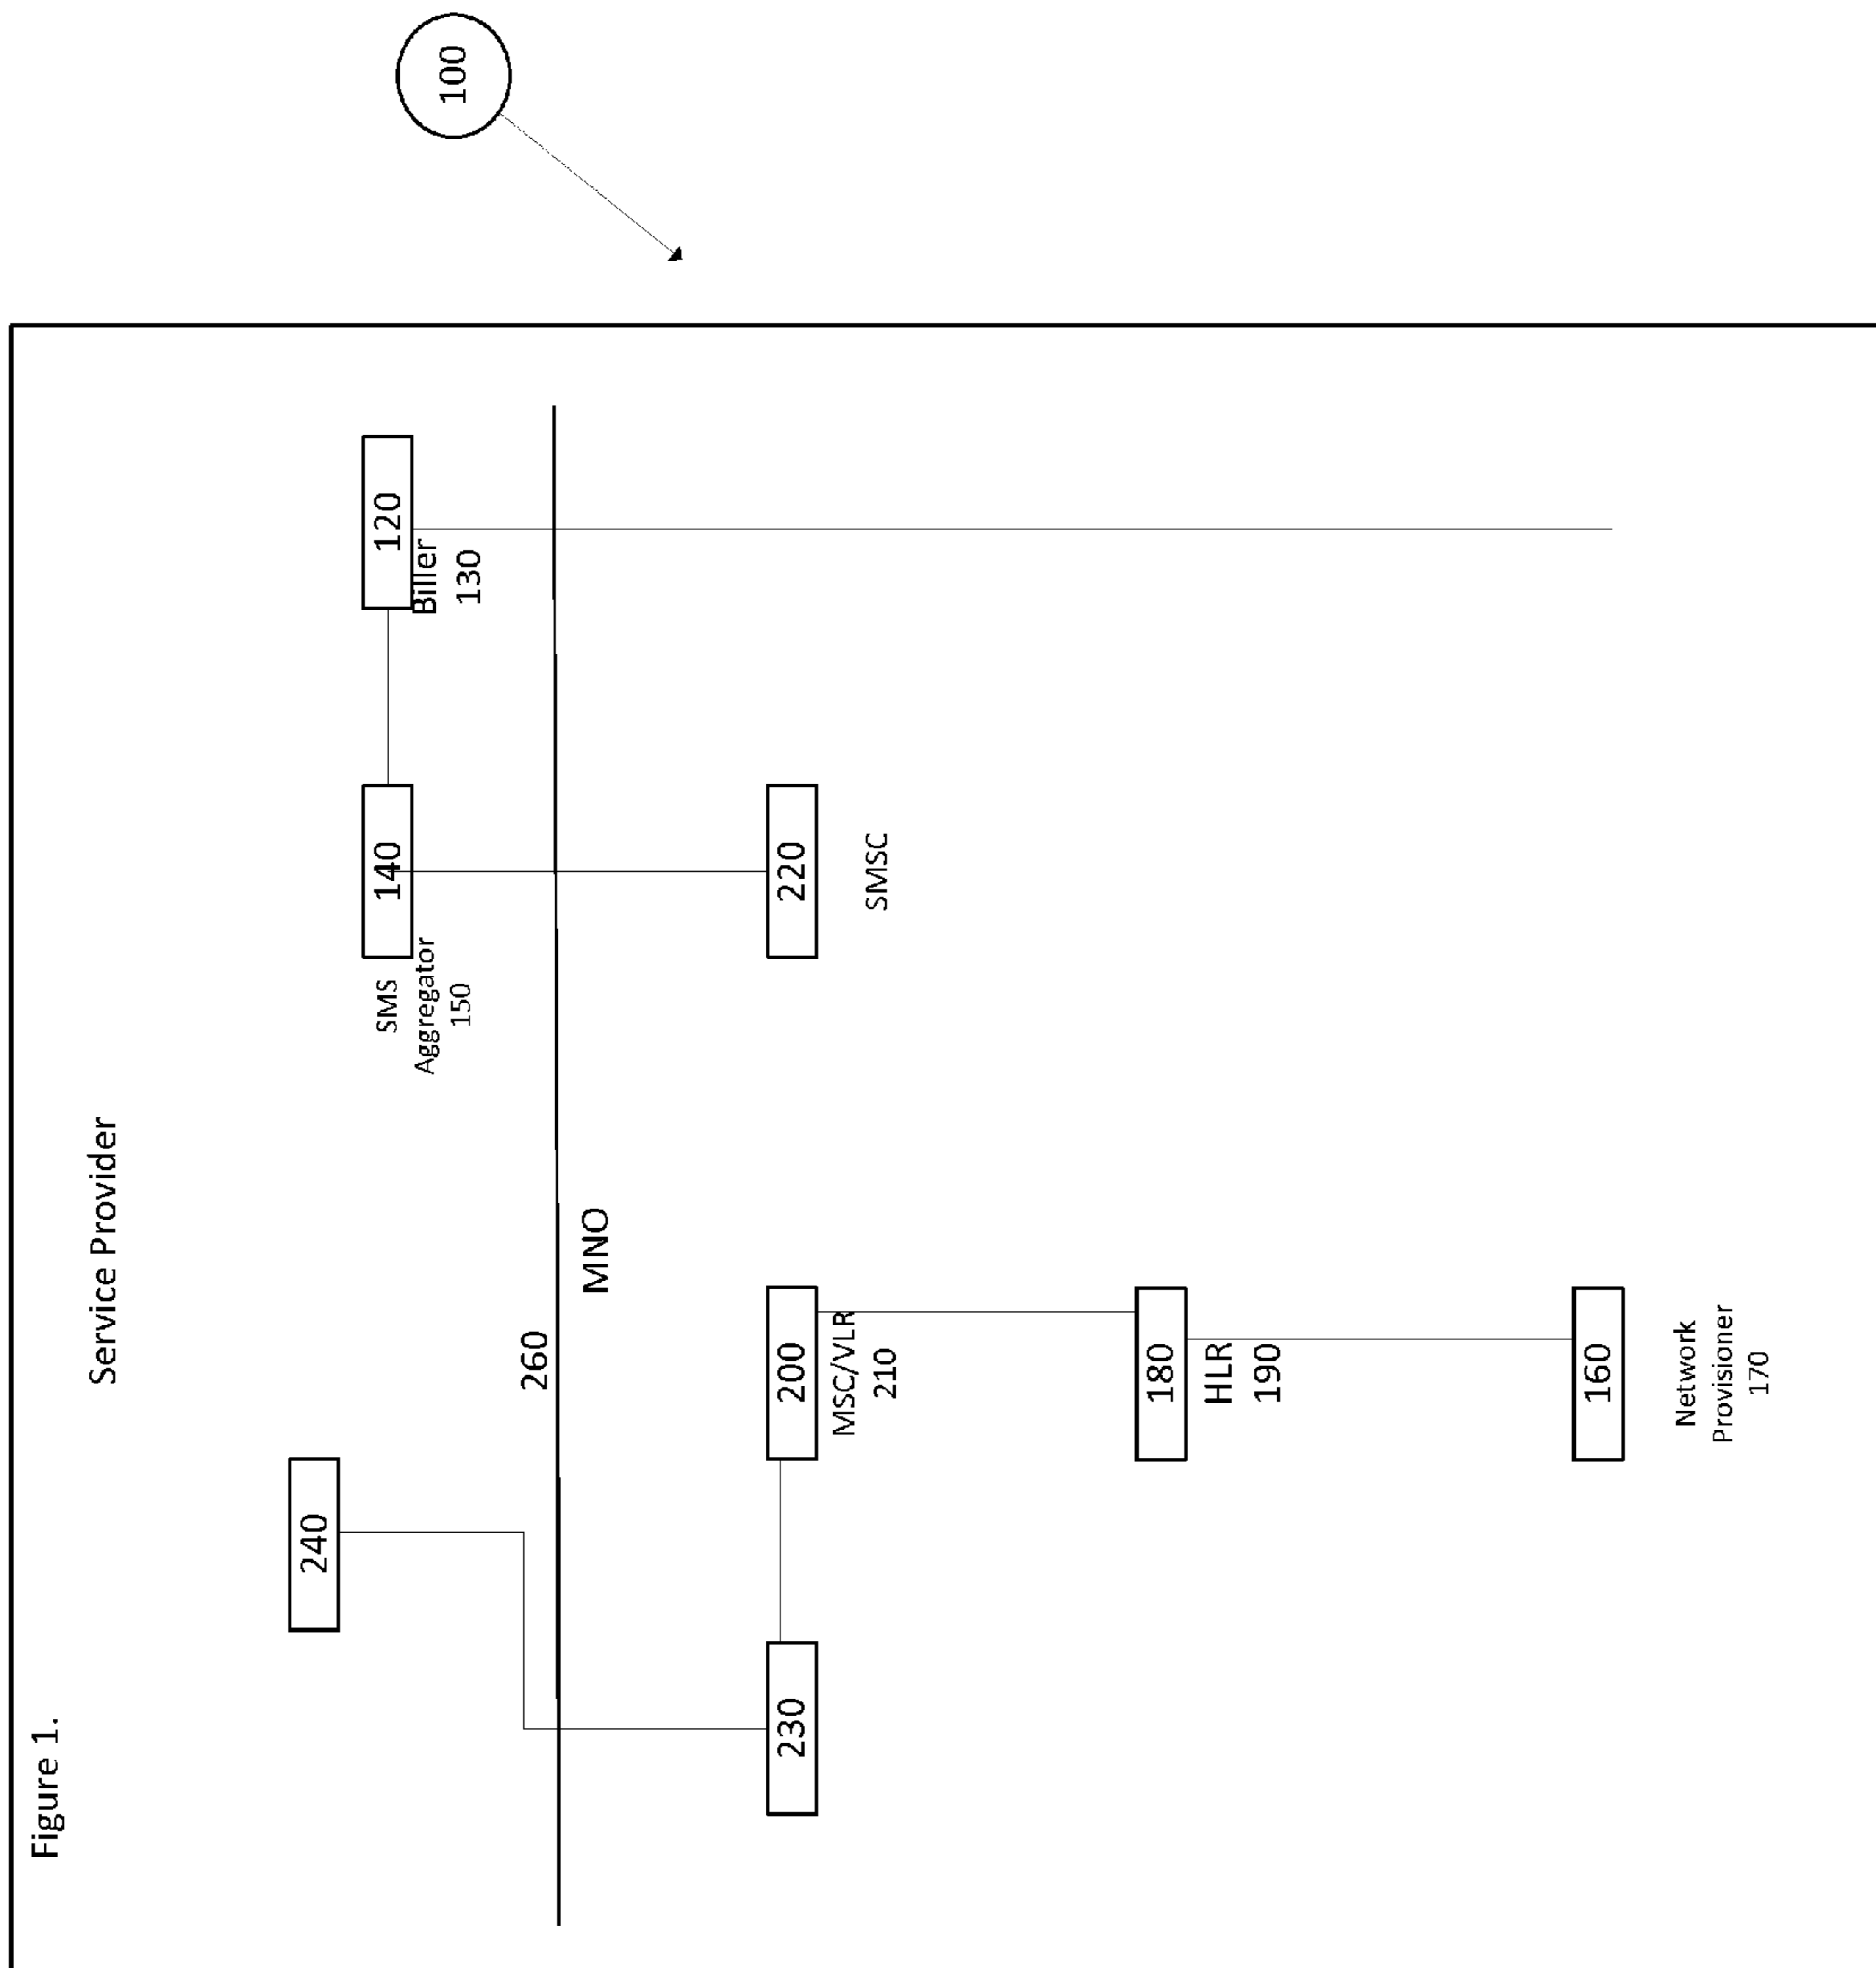 Figure 1.
Service Provider
240
SMS
Aggregator
150
140
120
Biller
130
100
260
MNO
230
200
MSC/VLR
210
220
SMSC
180
HLR
190
160
Network
Provisioner
170